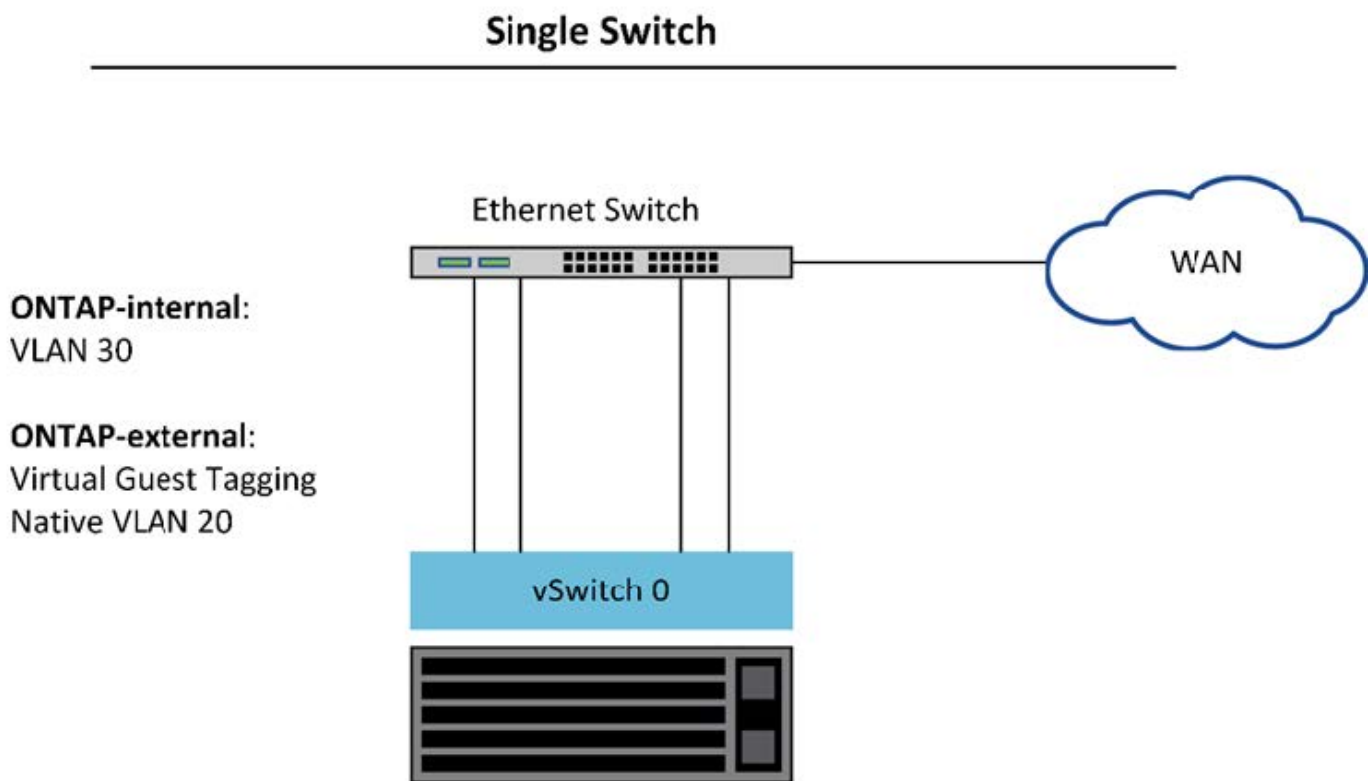 Single Switch
Ethernet Switch
WAN
ONTAP-internal:
VLAN 30
ONTAP-external:
Virtual Guest Tagging
Native VLAN 20
vSwitch 0